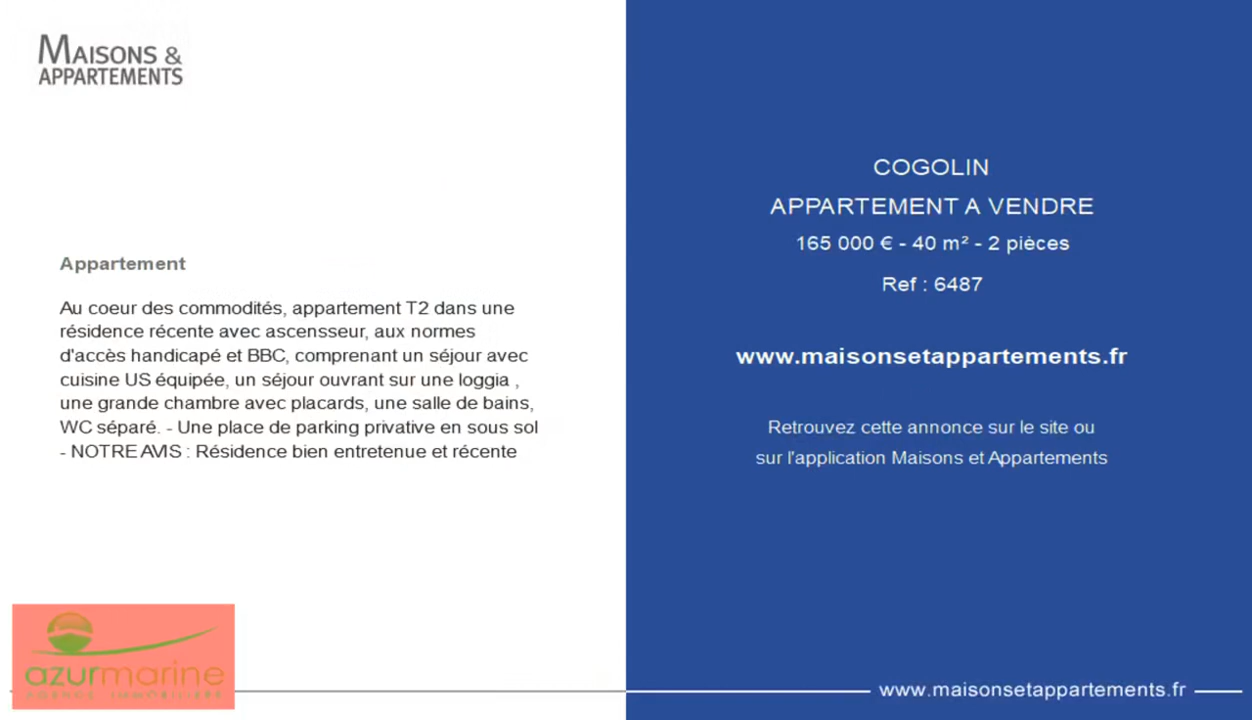 MAISONS &
APPARTEMENTS
Appartement
Au coeur des commodités, appartement T2 dans une
résidence récente avec ascensseur, aux normes
d'accès handicapé et BBC, comprenant un séjour avec
cuisine US équipée, un séjour ouvrant sur une loggia ,
une grande chambre avec placards, une salle de bains,
WC séparé. - Une place de parking privative en sous sol
- NOTRE AVIS : Résidence bien entretenue et récente
azurmarine
AGENCE IMMOBILIERE
COGOLIN
APPARTEMENT A VENDRE
165 000 € - 40 m² - 2 pièces
Ref : 6487
www.maisonsetappartements.fr
Retrouvez cette annonce sur le site ou
sur l'application Maisons et Appartements
www.maisonsetappartements.fr